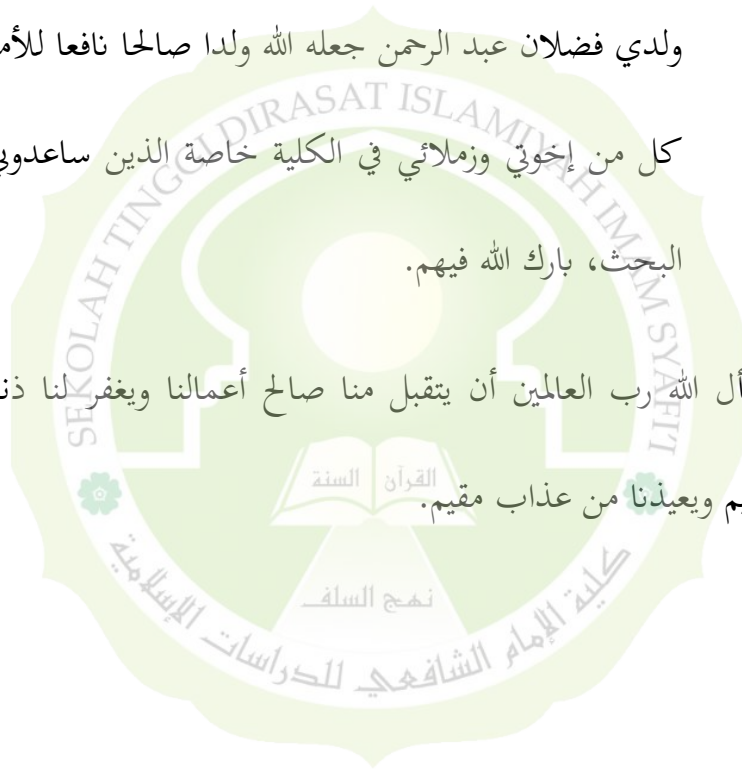 ولدي فضلان عبد الرحمن جعله الله ولدا صالحا نافعا
كل من إخوتي وزملائي في الكلية خاصة الذين
البحث، بارك الله فيهم.
الله رب العالمين أن يتقبل منا صالح أعمالنا ويغفر لنا
ويعيذنا من عذاب مقيم.
SEKOLAH TINGGI DIRASAT ISLAMIYAH IMAM SYAFI'I
القرآن السنة
نهج السلف
كلية الإمام الشافعي للدراسات الإسلامية